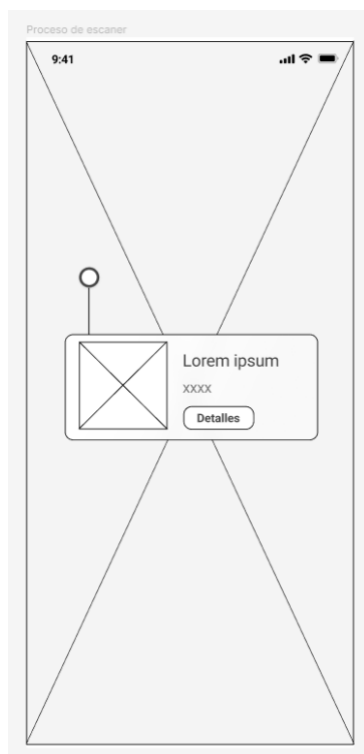 Proceso de escaner
9:41
Lorem ipsum
xxxx
Detalles